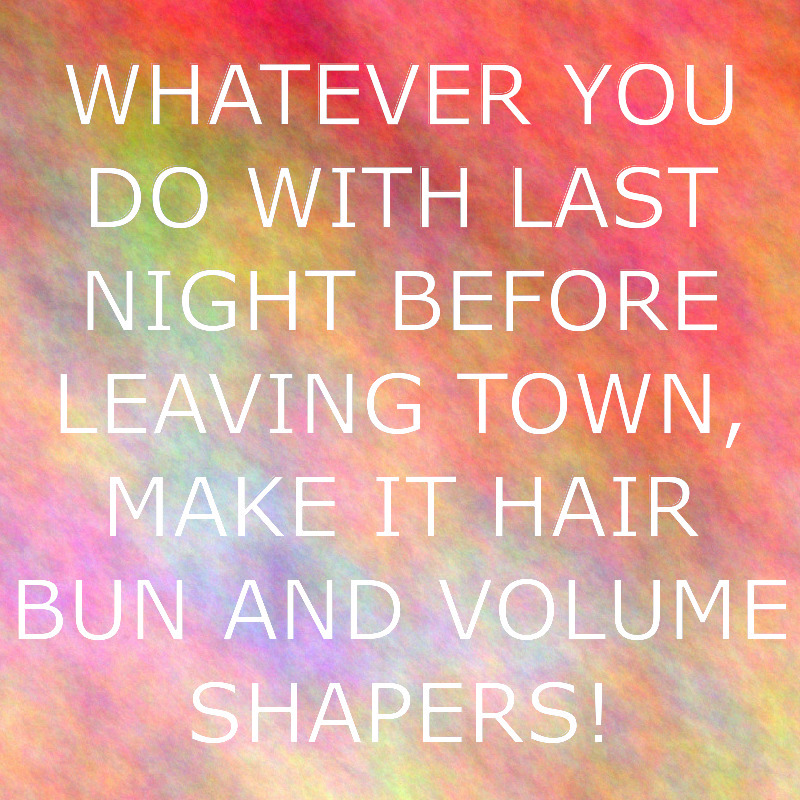 WHATEVER YOU
DO WITH LAST
NIGHT BEFORE
LEAVING TOWN,
MAKE IT HAIR
BUN AND VOLUME
SHAPERS!